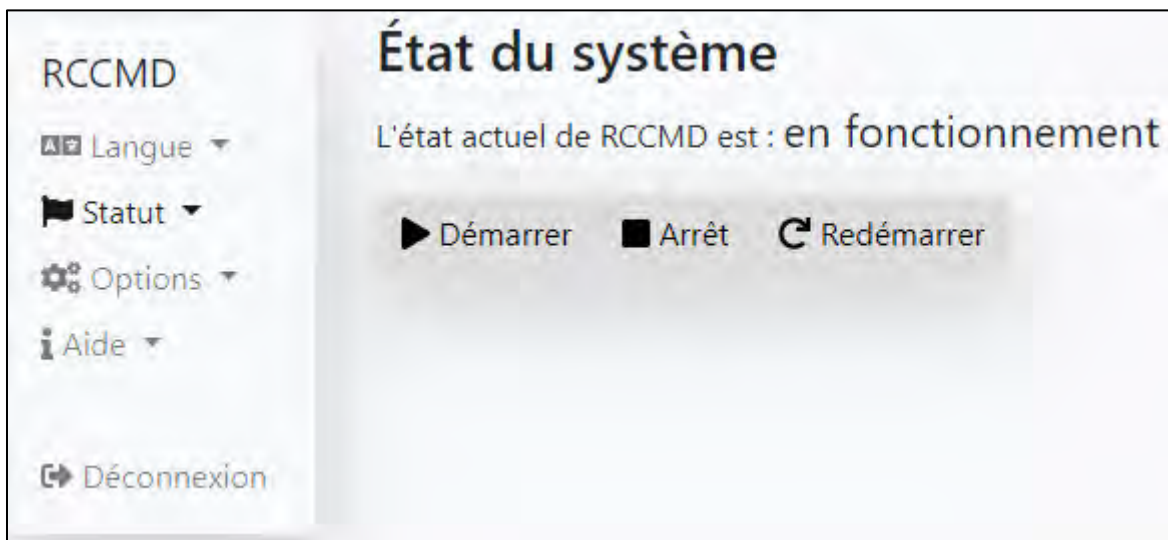 RCCMD
Langue
Statut
Options
Aide
Déconnexion
État du système
L'état actuel de RCCMD est : en fonctionnement
Démarrer Arrêt Redémarrer